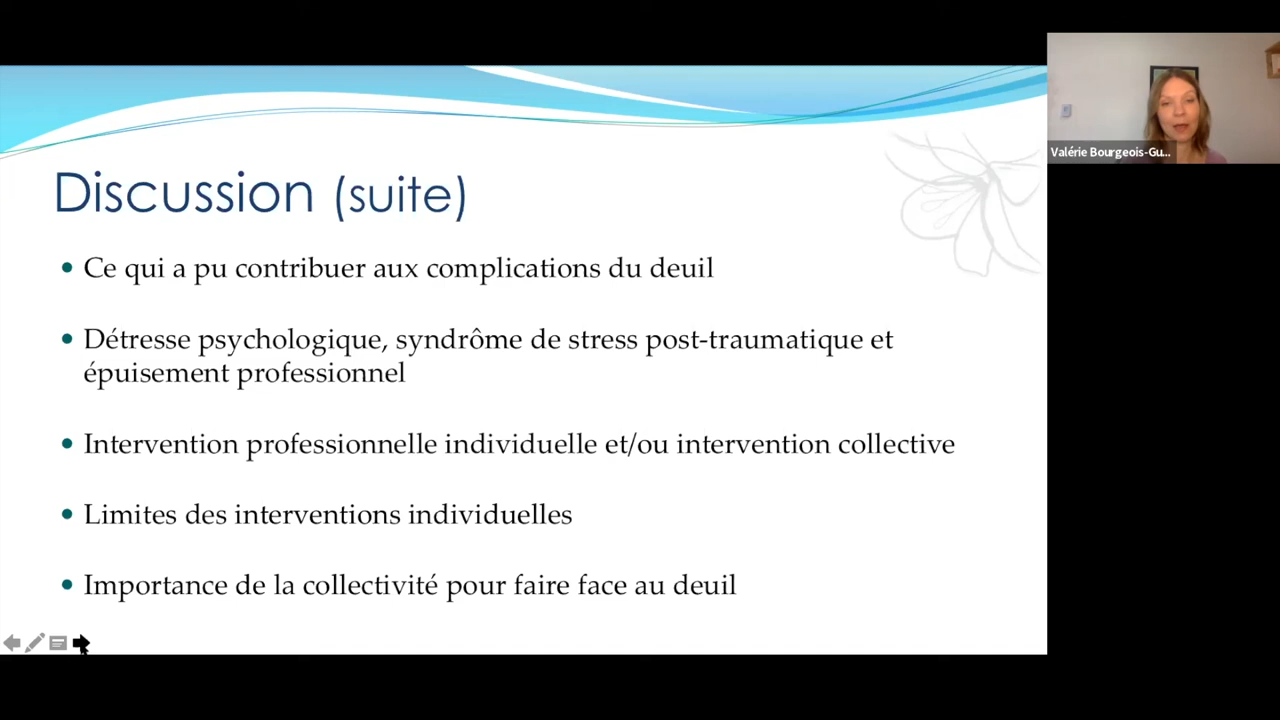 Discussion (suite)
• Ce qui a pu contribuer aux complications du deuil
• Détresse psychologique, syndrôme de stress post-traumatique et
épuisement professionnel
• Intervention professionnelle individuelle et/ou intervention collective
• Limites des interventions individuelles
• Importance de la collectivité pour faire face au deuil
Valérie Bourgeois-Gu...